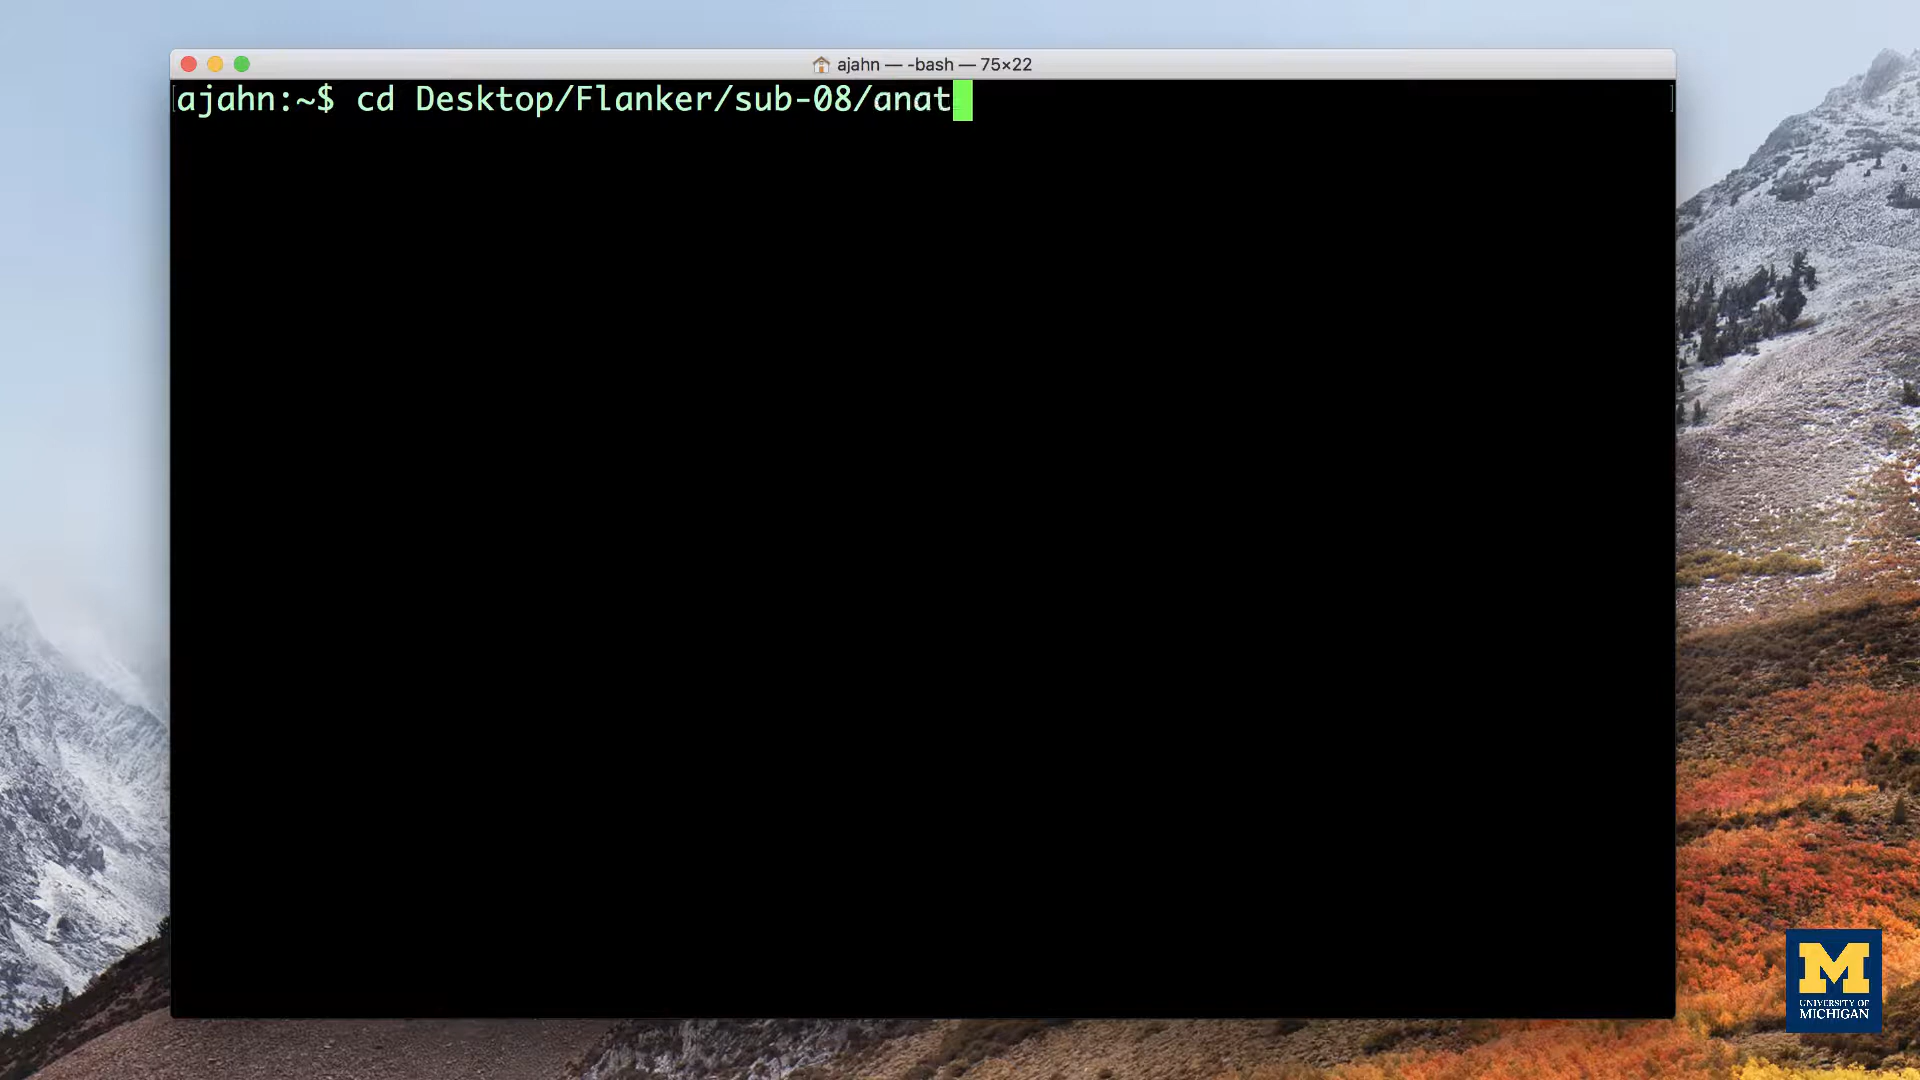 ajahn — -bash — 75×22
ajahn:~$ cd Desktop/Flanker/sub-08/anat
M
UNIVERSITY OF
MICHIGAN